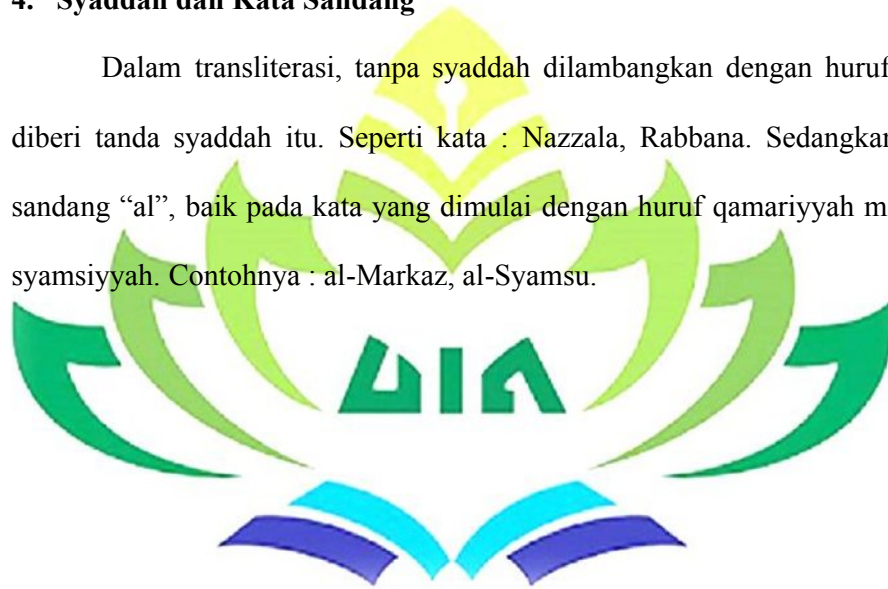 4. Syaddah dan Kata Sandang
Dalam transliterasi, tanpa syaddah dilambangkan dengan huruf
diberi tanda syaddah itu. Seperti kata : Nazzala, Rabbana. Sedangkan
sandang “al”, baik pada kata yang dimulai dengan huruf qamariyyah m
syamsiyyah. Contohnya : al-Markaz, al-Syamsu.
UIN